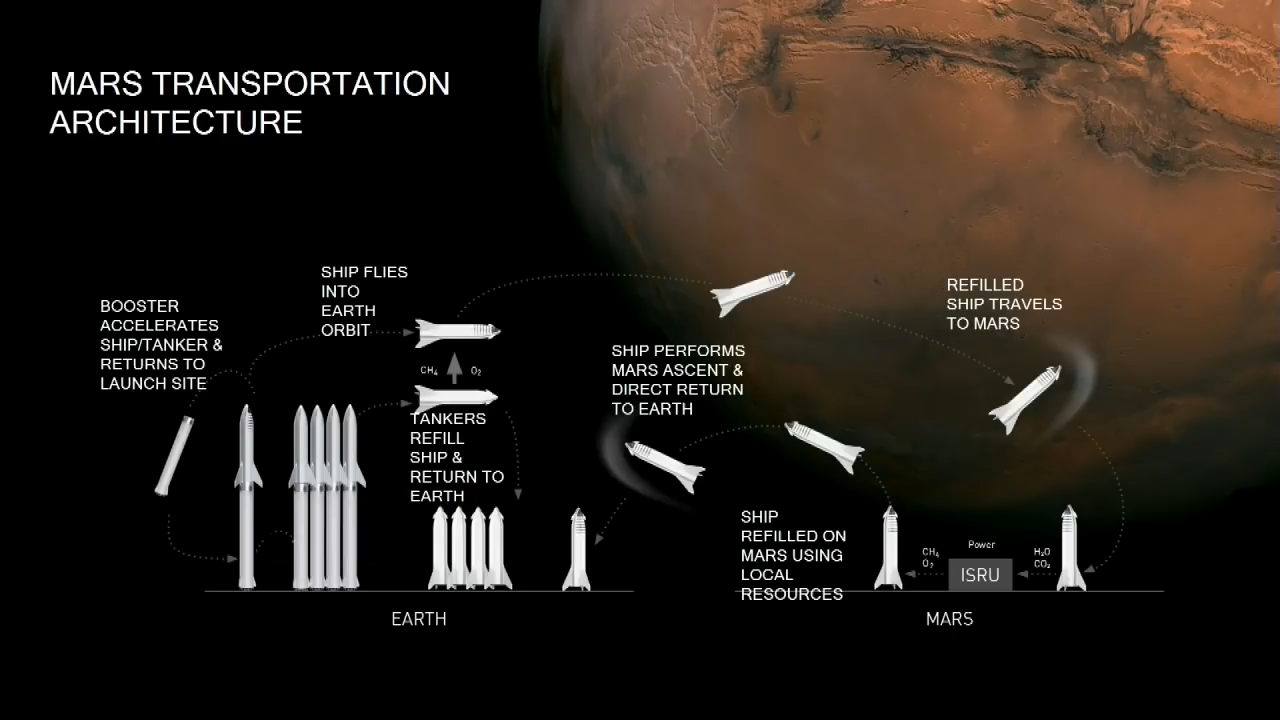 MARS TRANSPORTATION
ARCHITECTURE
BOOSTER
ACCELERATES
SHIP/TANKER &
RETURNS TO
LAUNCH SITE
SHIP FLIES
INTO
EARTH
ORBIT
CH₄ O₂
TANKERS
REFILL
SHIP &
RETURN TO
EARTH
SHIP PERFORMS
MARS ASCENT &
DIRECT RETURN
TO EARTH
REFILLED
SHIP TRAVELS
TO MARS
SHIP
REFILLED ON
MARS USING
LOCAL
RESOURCES
CH₄
O₂
Power
ISRU
H₂O
CO₂
EARTH
MARS